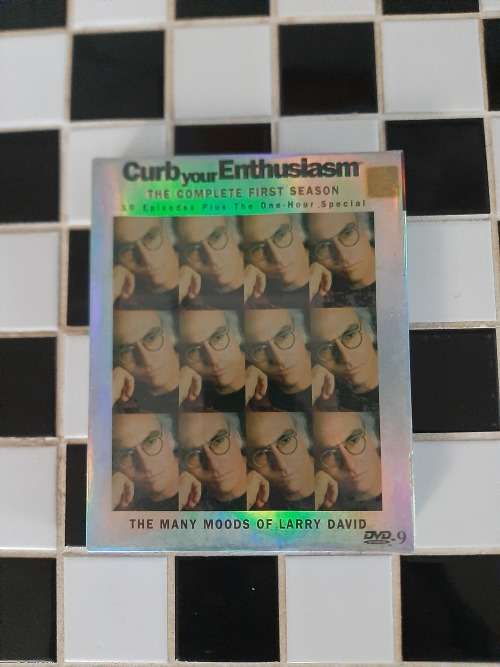 Curb your Enthusiasm
THE COMPLETE FIRST SEASON
10 Episodes Plus The One-Hour Special
THE MANY MOODS OF LARRY DAVID
DVD-9